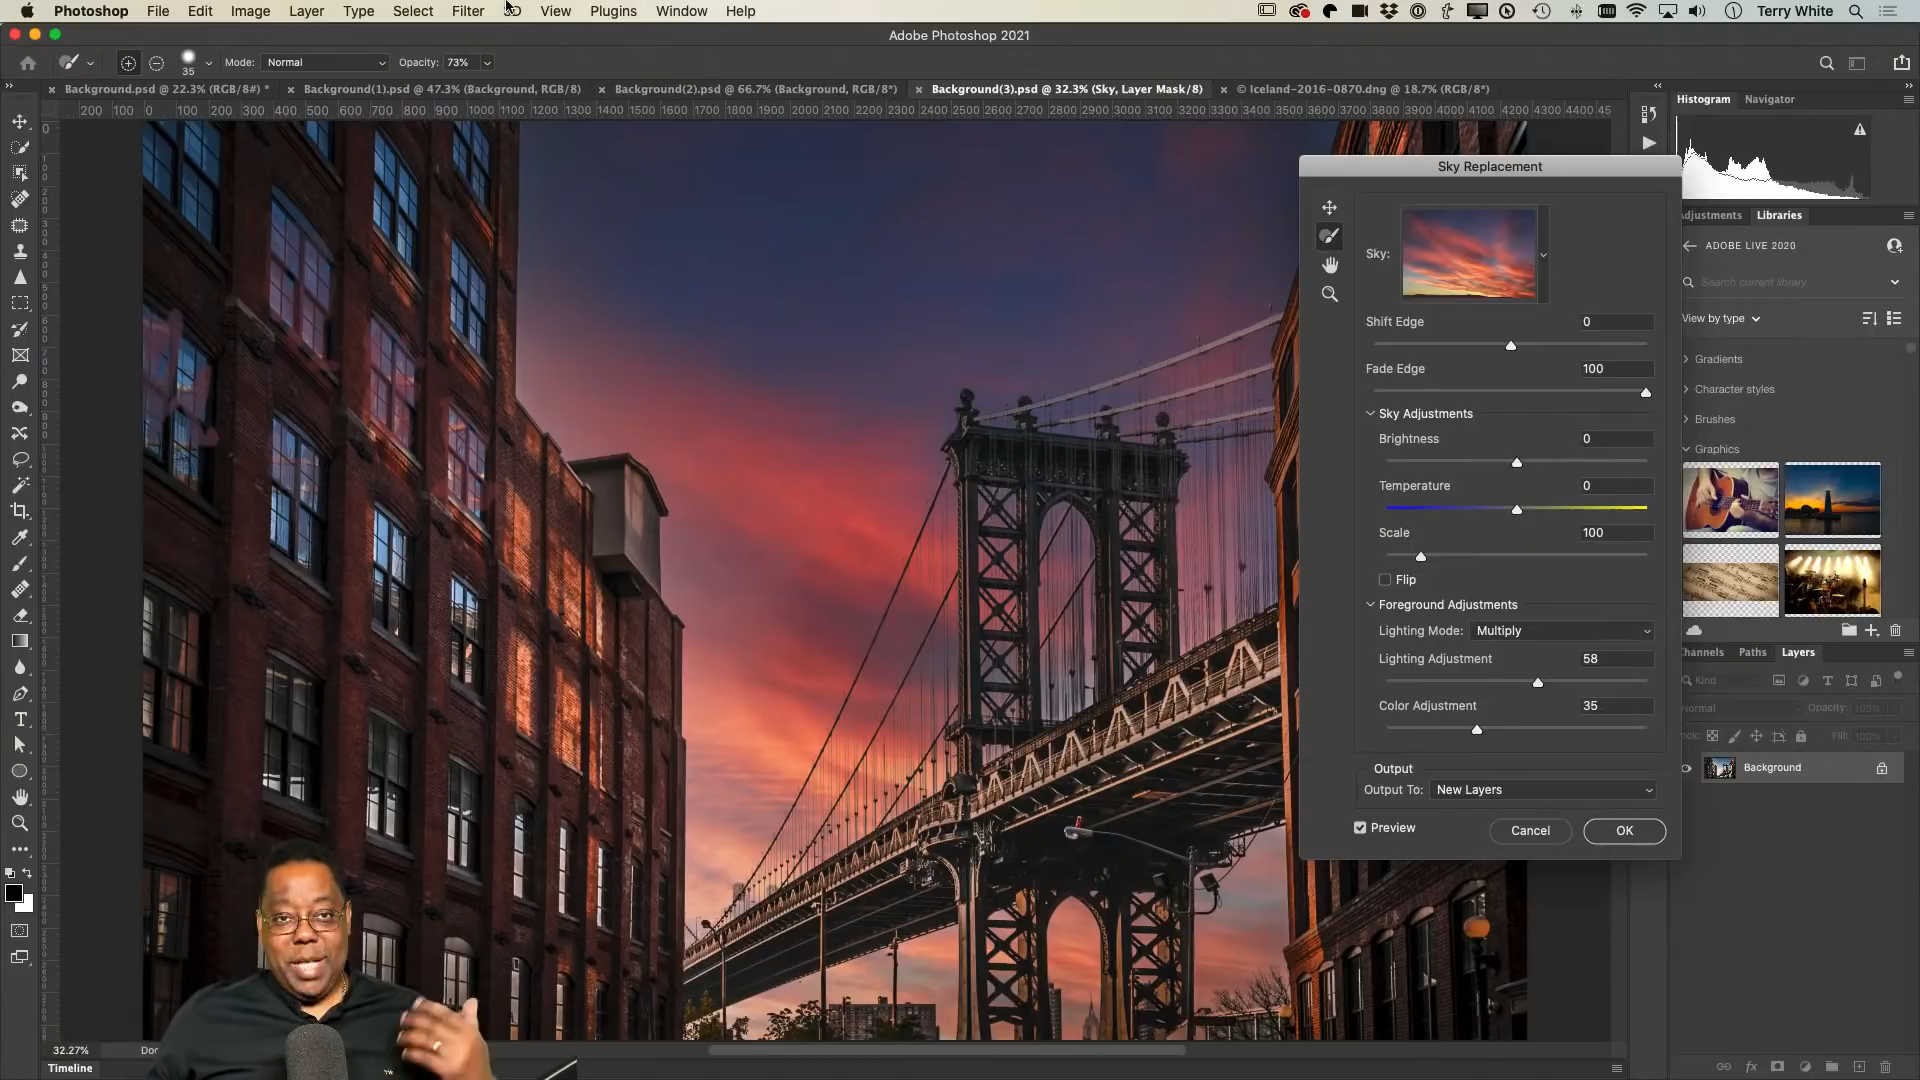 Photoshop File Edit Image Layer Type Select Filter 3D View Plugins Window Help Terry White
Adobe Photoshop 2021
35 Mode: Normal Opacity: 73%
Background.psd @ 22.3% (RGB/8#) * Background(1).psd @ 47.3% (Background, RGB/8) Background(2).psd @ 66.7% (Background, RGB/8*) Background(3).psd @ 32.3% (Sky, Layer Mask/8) © Iceland-2016-0870.dng @ 18.7% (RGB/8*)
200 100 0 100 200 300 400 500 600 700 800 900 1000 1100 1200 1300 1400 1500 1600 1700 1800 1900 2000 2100 2200 2300 2400 2500 2600 2700 2800 2900 3000 3100 3200 3300 3400 3500 3600 3700 3800 3900 4000 4100 4200 4300 4400 45
Histogram Navigator
Sky Replacement
Sky:
Shift Edge 0
Fade Edge 100
Sky Adjustments
Brightness 0
Temperature 0
Scale 100
Flip
Foreground Adjustments
Lighting Mode: Multiply
Lighting Adjustment 58
Color Adjustment 35
Output
Output To: New Layers
Preview Cancel OK
djustments Libraries
ADOBE LIVE 2020
Search current library
View by type
Gradients
Character styles
Brushes
Graphics
Channels Paths Layers
Kind
Normal Opacity: 100%
Fill: 100%
Background
32.27% Doc
Timeline